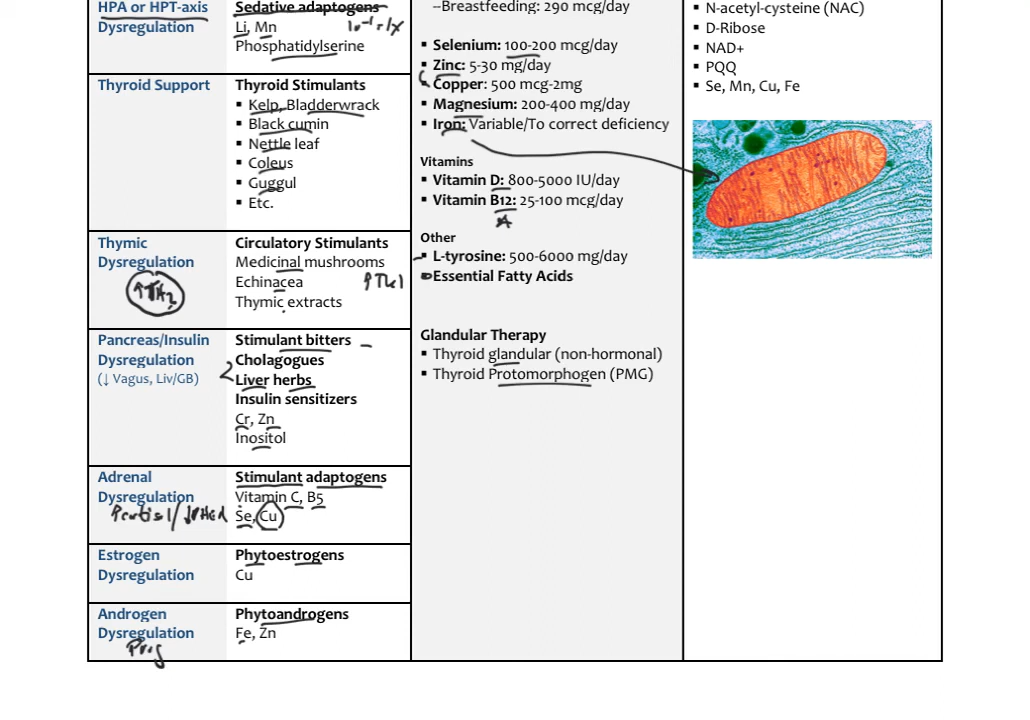 HPA or HPT-axis
Dysregulation
Sedative adaptogens
Li, Mn
Phosphatidylserine
Thyroid Support
Thyroid Stimulants
▪ Kelp, Bladderwrack
▪ Black cumin
▪ Nettle leaf
▪ Coleus
▪ Guggul
▪ Etc.
Thymic
Dysregulation
↑TH2
Circulatory Stimulants
Medicinal mushrooms
Echinacea ↑TH1
Thymic extracts
Pancreas/Insulin
Dysregulation
(↓ Vagus, Liv/GB)
Stimulant bitters
Cholagogues
Liver herbs
Insulin sensitizers
Cr, Zn
Inositol
Adrenal
Dysregulation
Stimulant adaptogens
Vitamin C, B5
Se, Cu
Estrogen
Dysregulation
Phytoestrogens
Cu
Androgen
Dysregulation
Prog
Phytoandrogens
Fe, Zn
–Breastfeeding: 290 mcg/day
▪ Selenium: 100-200 mcg/day
▪ Zinc: 5-30 mg/day
Copper: 500 mcg-2mg
▪ Magnesium: 200-400 mg/day
▪ Iron: Variable/To correct deficiency
Vitamins
▪ Vitamin D: 800-5000 IU/day
▪ Vitamin B12: 25-100 mcg/day
Other
▪ L-tyrosine: 500-6000 mg/day
▪ Essential Fatty Acids
Glandular Therapy
▪ Thyroid glandular (non-hormonal)
▪ Thyroid Protomorphogen (PMG)
▪ N-acetyl-cysteine (NAC)
▪ D-Ribose
▪ NAD+
▪ PQQ
▪ Se, Mn, Cu, Fe